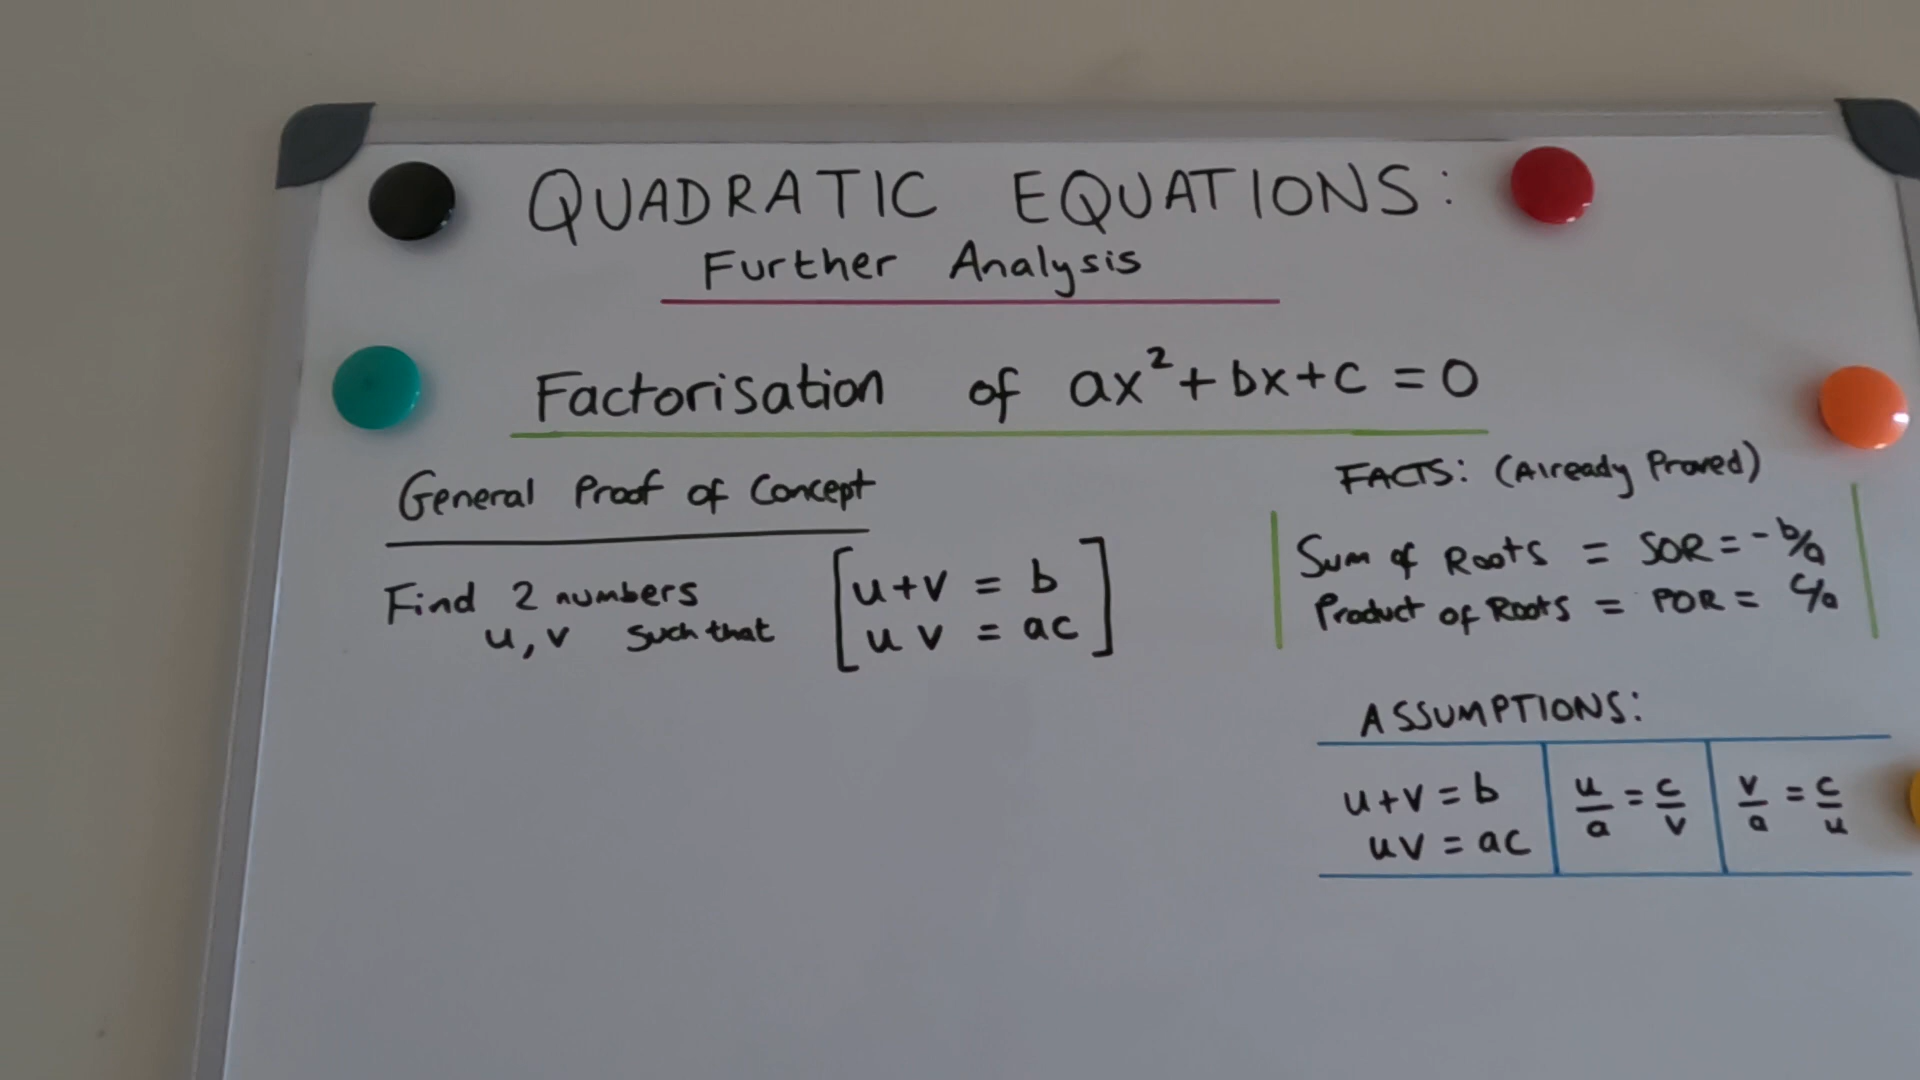 QUADRATIC EQUATIONS:
Further Analysis
Factorisation of ax²+bx+c=0
General Proof of Concept
Find 2 numbers
u, v such that
u+v = b
uv = ac
FACTS: (Already Proved)
Sum of Roots = SOR = -b/a
Product of Roots = POR = c/a
ASSUMPTIONS:
u+v=b
uv=ac
u/a = c/v
v/a = c/u